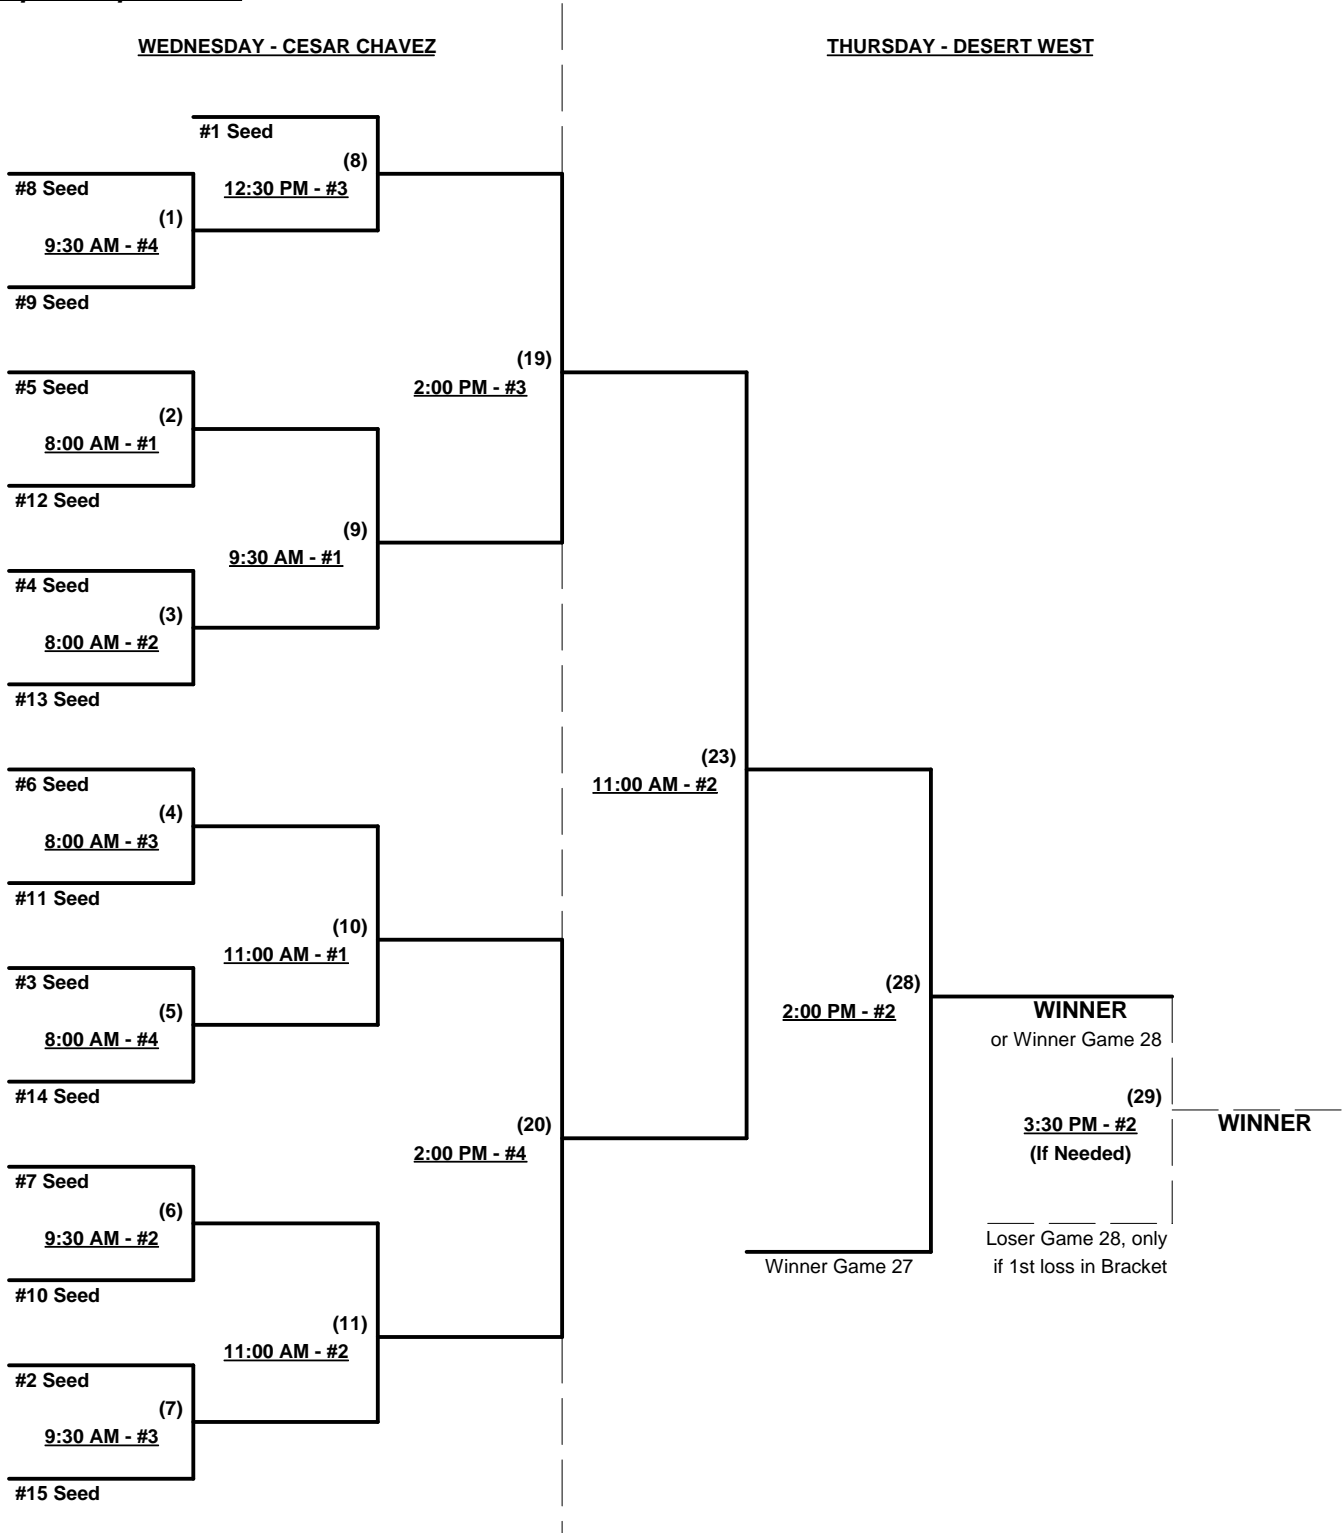 WEDNESDAY - CESAR CHAVEZ
THURSDAY - DESERT WEST
#1 Seed
(8)
12:30 PM - #3
#8 Seed
(1)
9:30 AM - #4
#9 Seed
(19)
2:00 PM - #3
#5 Seed
(2)
8:00 AM - #1
#12 Seed
(9)
9:30 AM - #1
#4 Seed
(3)
8:00 AM - #2
#13 Seed
(23)
11:00 AM - #2
#6 Seed
(4)
8:00 AM - #3
#11 Seed
(10)
11:00 AM - #1
#3 Seed
(5)
8:00 AM - #4
#14 Seed
(28)
2:00 PM - #2
WINNER
or Winner Game 28
(29)
3:30 PM - #2
(If Needed)
WINNER
(20)
2:00 PM - #4
#7 Seed
(6)
9:30 AM - #2
#10 Seed
Winner Game 27
Loser Game 28, only
if 1st loss in Bracket
(11)
11:00 AM - #2
#2 Seed
(7)
9:30 AM - #3
#15 Seed